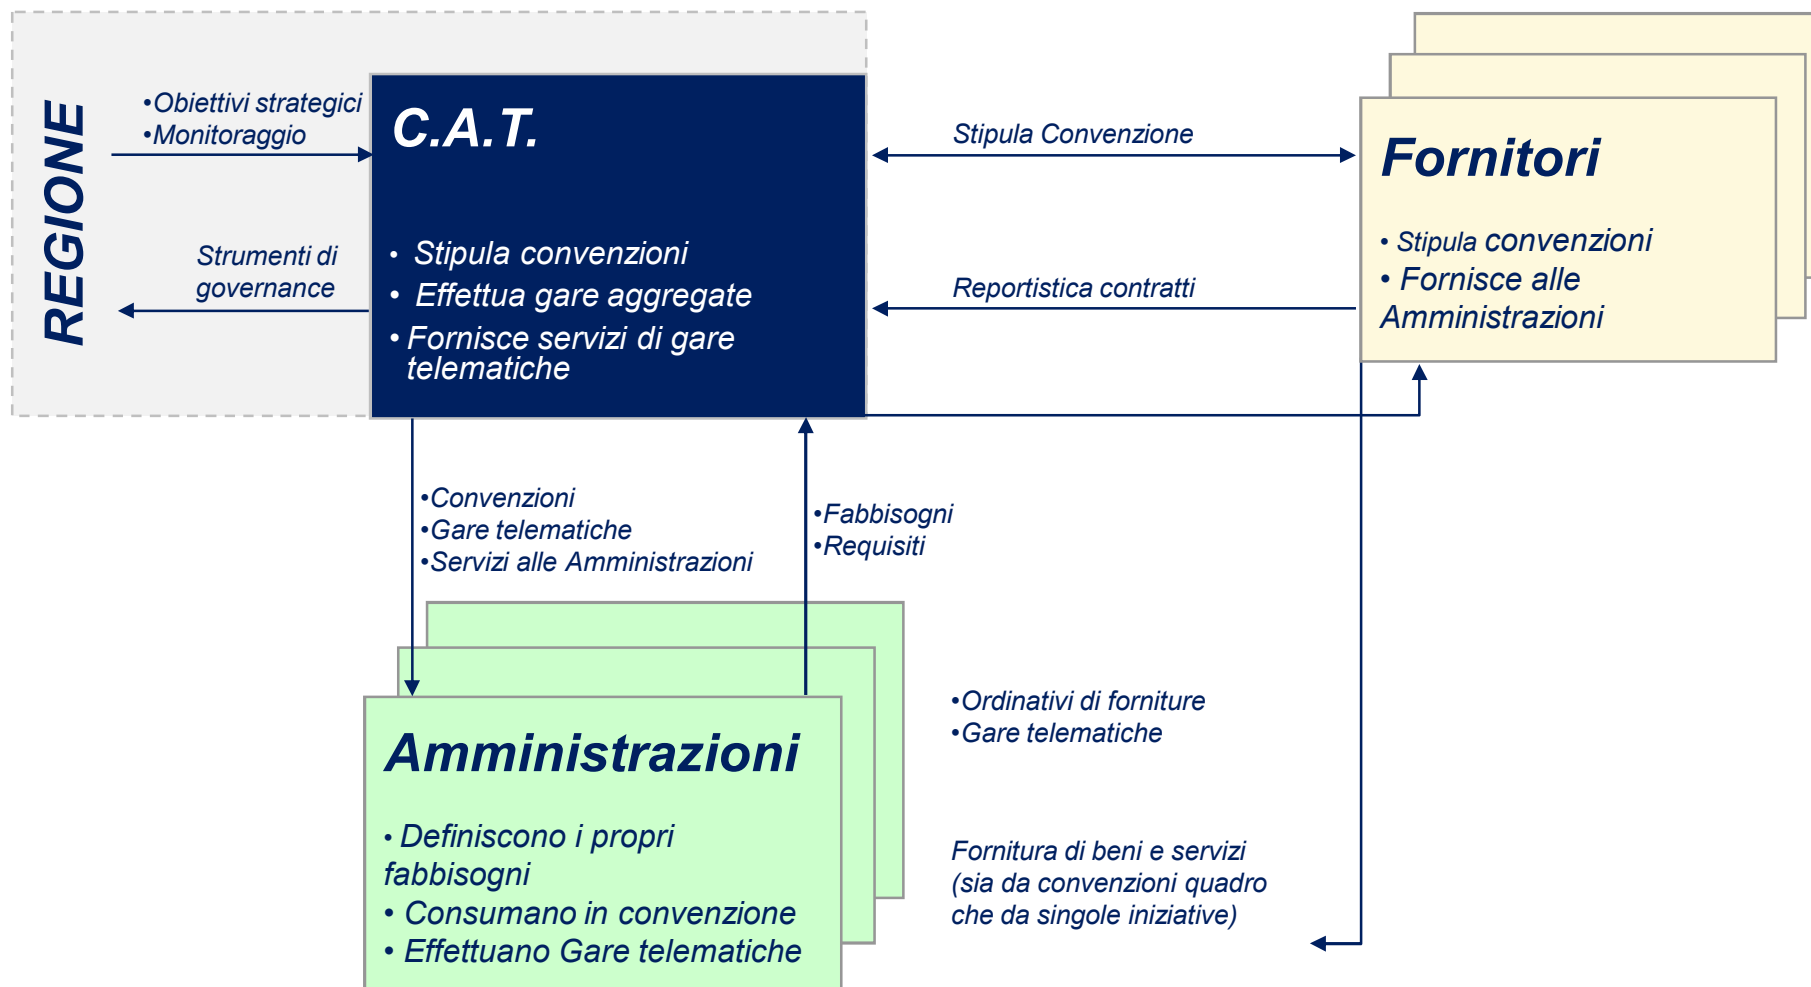 REGIONE
•Obiettivi strategici
•Monitoraggio
Strumenti di
governance
C.A.T.
• Stipula convenzioni
• Effettua gare aggregate
• Fornisce servizi di gare
telematiche
Stipula Convenzione
Reportistica contratti
Fornitori
• Stipula convenzioni
• Fornisce alle
Amministrazioni
•Convenzioni
•Gare telematiche
•Servizi alle Amministrazioni
•Fabbisogni
•Requisiti
Amministrazioni
• Definiscono i propri
fabbisogni
• Consumano in convenzione
• Effettuano Gare telematiche
•Ordinativi di forniture
•Gare telematiche
Fornitura di beni e servizi
(sia da convenzioni quadro
che da singole iniziative)